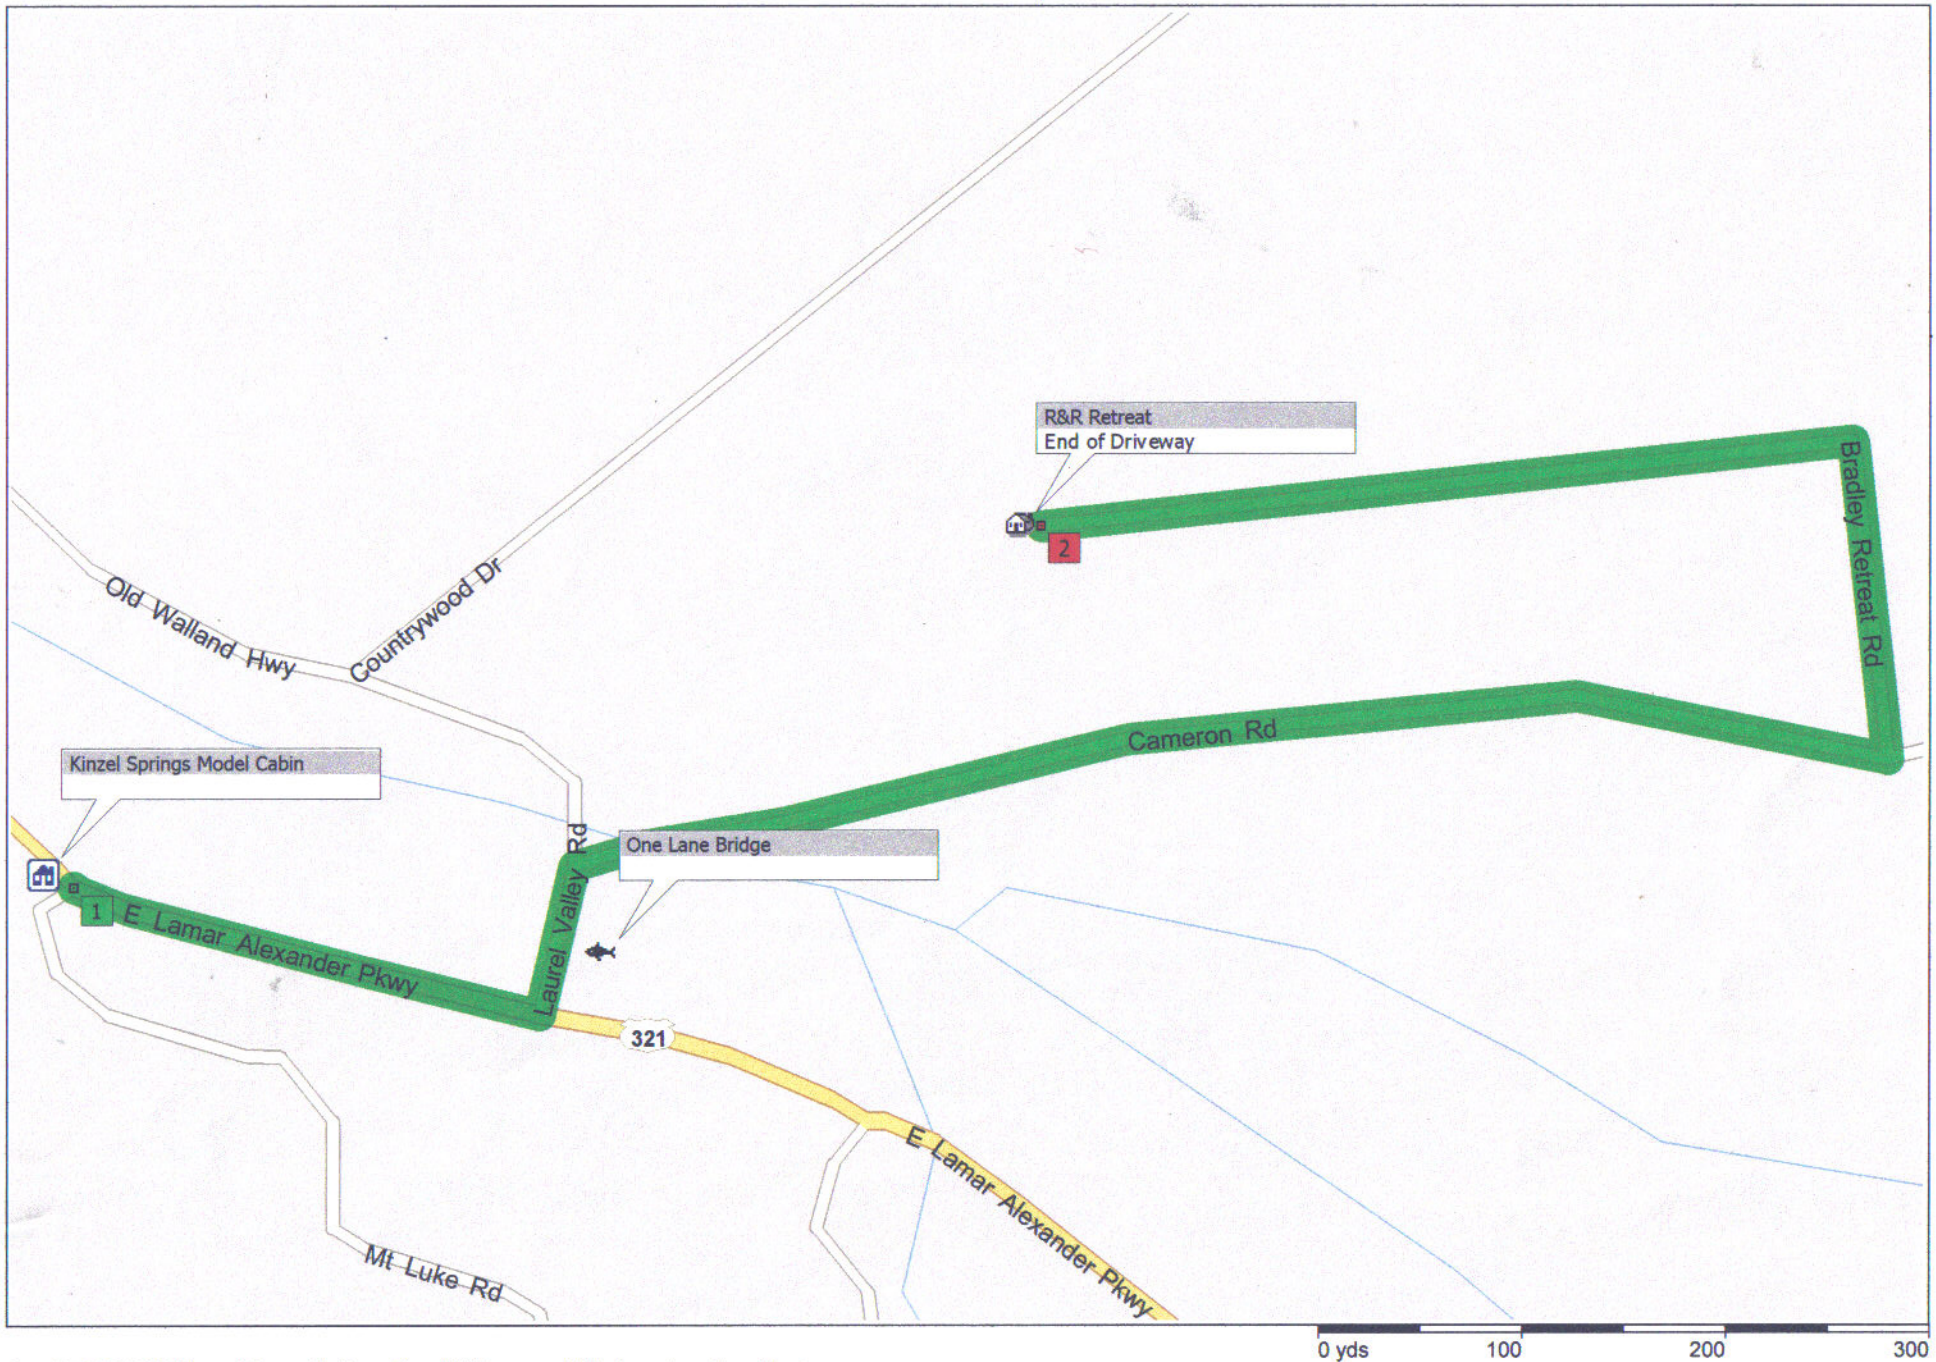 R&R Retreat
End of Driveway
2
Bradley Retreat Rd
Old Walland Hwy
Countrywood Dr
Cameron Rd
Kinzel Springs Model Cabin
One Lane Bridge
Laurel Valley Rd
1
E Lamar Alexander Pkwy
321
E Lamar Alexander Pkwy
Mt Luke Rd
0 yds 100 200 300